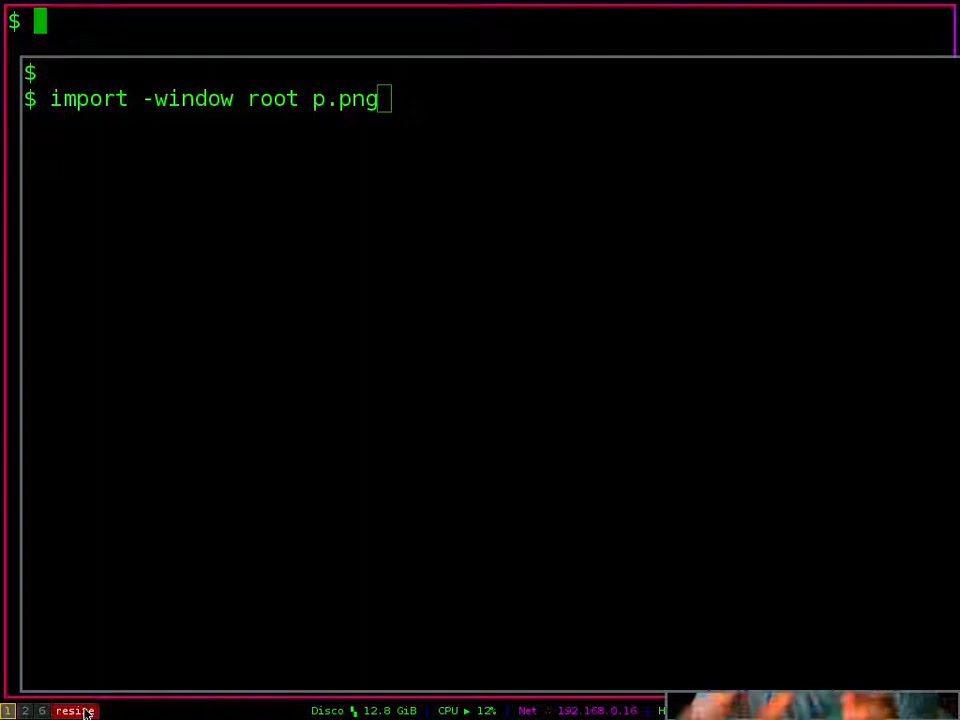 $
$
$ import -window root p.png
1 2 6 resize Disco 12.8 GiB | CPU ▶ 12% | Net 192.168.0.16 | H